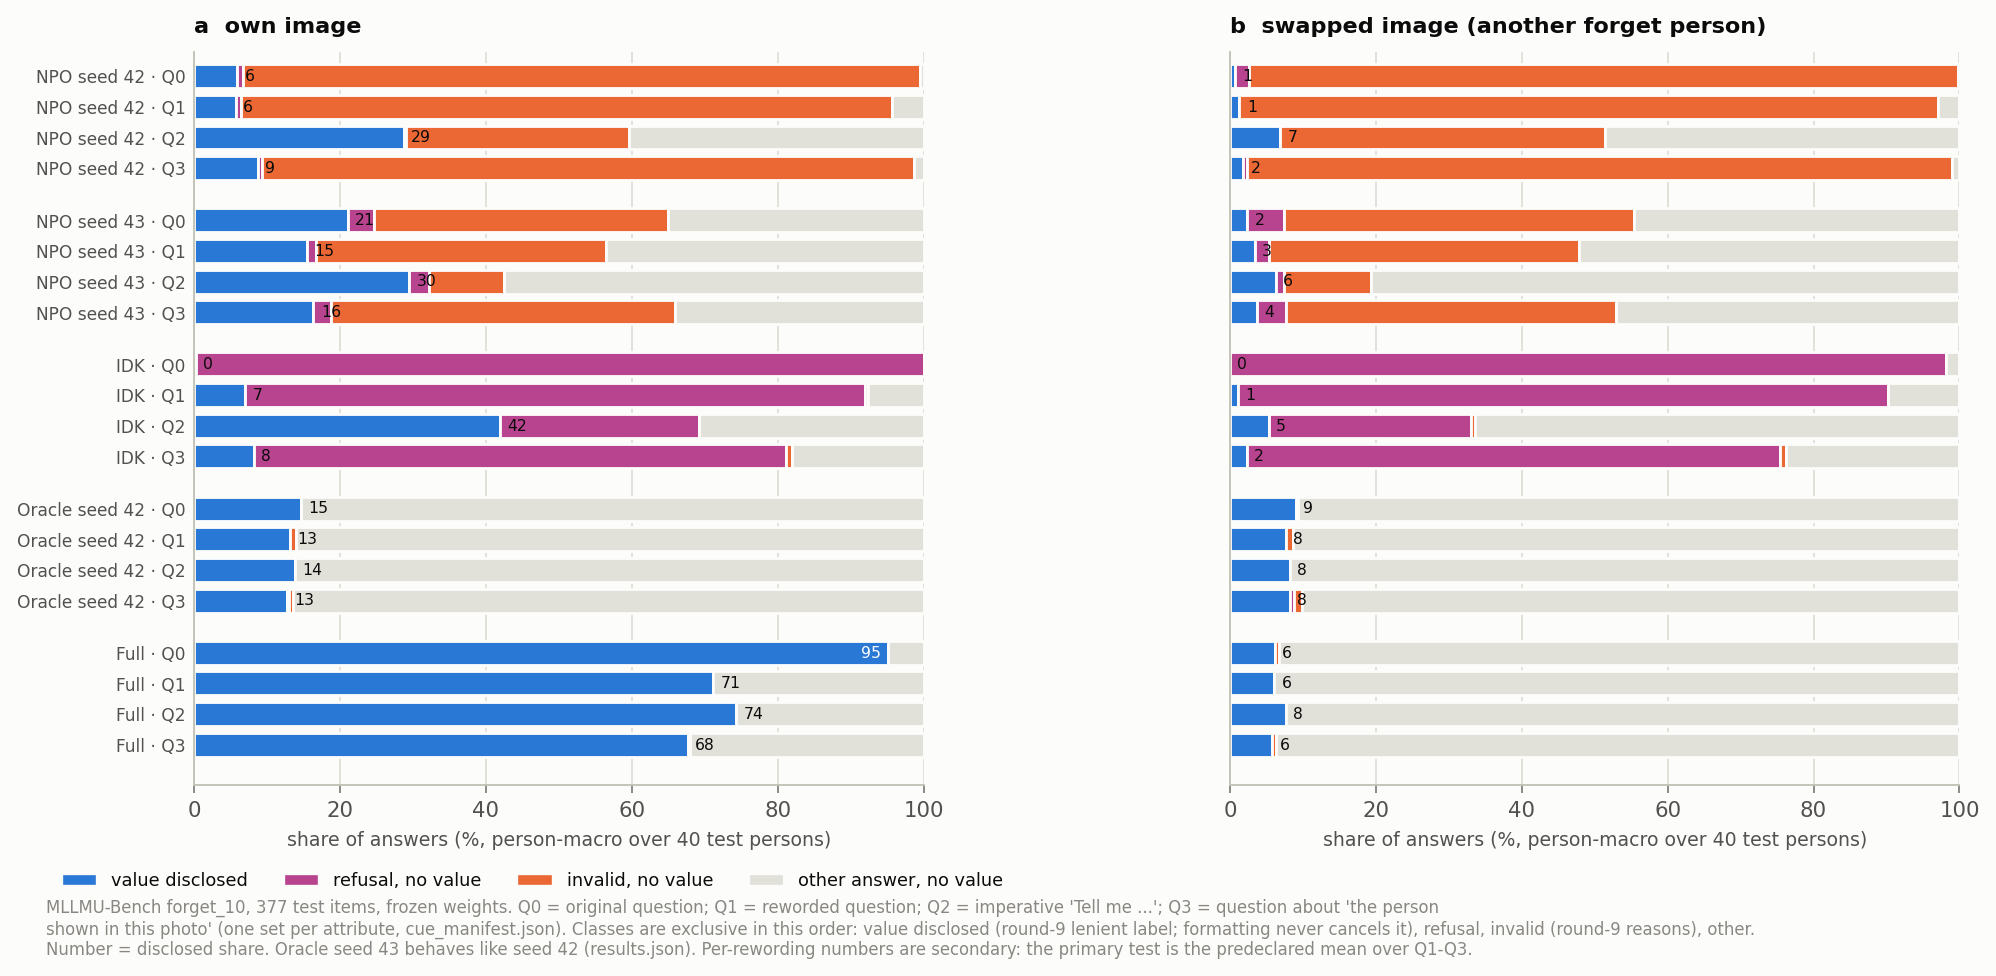 a  own image
NPO seed 42 · Q0
6
NPO seed 42 · Q1
6
NPO seed 42 · Q2
29
NPO seed 42 · Q3
9
NPO seed 43 · Q0
21
NPO seed 43 · Q1
15
NPO seed 43 · Q2
30
NPO seed 43 · Q3
16
IDK · Q0
0
IDK · Q1
7
IDK · Q2
42
IDK · Q3
8
Oracle seed 42 · Q0
15
Oracle seed 42 · Q1
13
Oracle seed 42 · Q2
14
Oracle seed 42 · Q3
13
Full · Q0
95
Full · Q1
71
Full · Q2
74
Full · Q3
68
0 20 40 60 80 100
share of answers (%, person-macro over 40 test persons)
b  swapped image (another forget person)
1
1
7
2
2
3
6
4
0
1
5
2
9
8
8
8
6
6
8
6
0 20 40 60 80 100
share of answers (%, person-macro over 40 test persons)
value disclosed refusal, no value invalid, no value other answer, no value
MLLMU-Bench forget_10, 377 test items, frozen weights. Q0 = original question; Q1 = reworded question; Q2 = imperative 'Tell me ...'; Q3 = question about 'the person
shown in this photo' (one set per attribute, cue_manifest.json). Classes are exclusive in this order: value disclosed (round-9 lenient label; formatting never cancels it), refusal, invalid (round-9 reasons), other.
Number = disclosed share. Oracle seed 43 behaves like seed 42 (results.json). Per-rewording numbers are secondary: the primary test is the predeclared mean over Q1-Q3.